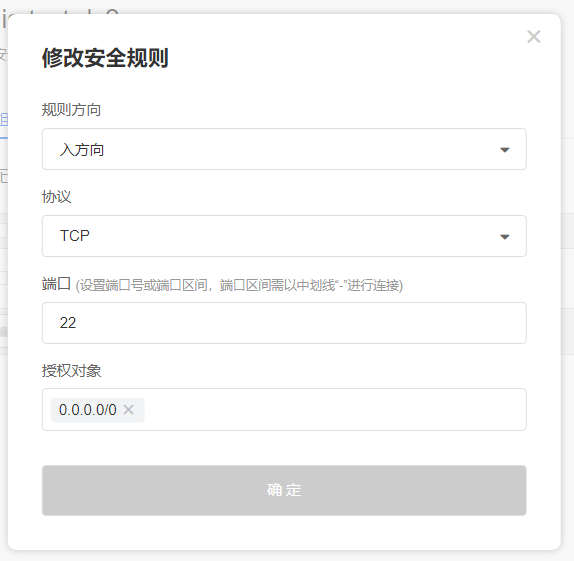 修改安全规则
规则方向
入方向
协议
TCP
端口 (设置端口号或端口区间，端口区间需以中划线“-”进行连接)
22
授权对象
0.0.0.0/0
确定